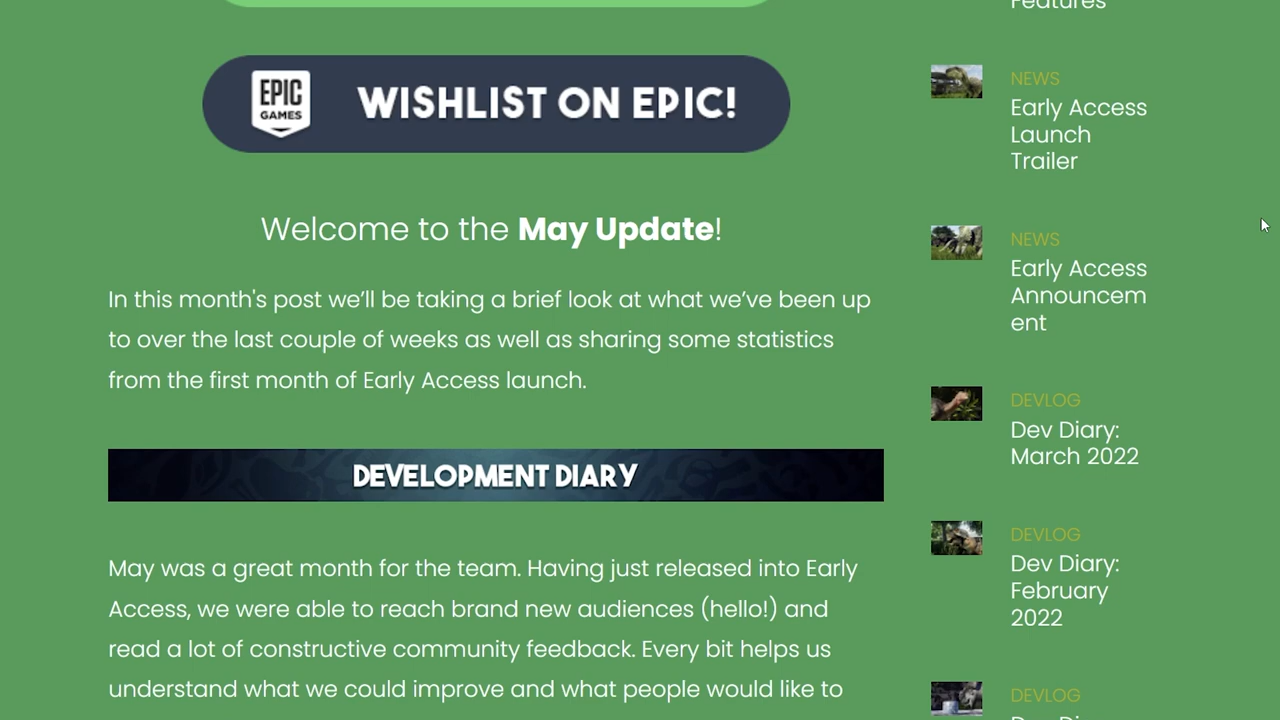 EPIC
GAMES
WISHLIST ON EPIC!
Welcome to the May Update!
In this month's post we’ll be taking a brief look at what we’ve been up
to over the last couple of weeks as well as sharing some statistics
from the first month of Early Access launch.
DEVELOPMENT DIARY
May was a great month for the team. Having just released into Early
Access, we were able to reach brand new audiences (hello!) and
read a lot of constructive community feedback. Every bit helps us
understand what we could improve and what people would like to
Features
NEWS
Early Access
Launch
Trailer
NEWS
Early Access
Announcem
ent
DEVLOG
Dev Diary:
March 2022
DEVLOG
Dev Diary:
February
2022
DEVLOG